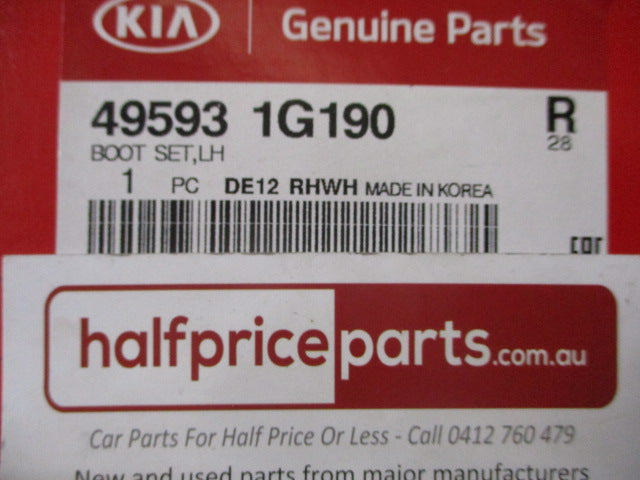 KIA Genuine Parts
49593 1G190 R
BOOT SET,LH 28
1 PC DE12 RHWH MADE IN KOREA
halfpriceparts.com.au
Car Parts For Half Price Or Less - Call 0412 760 479
New and used parts from major manufacturers